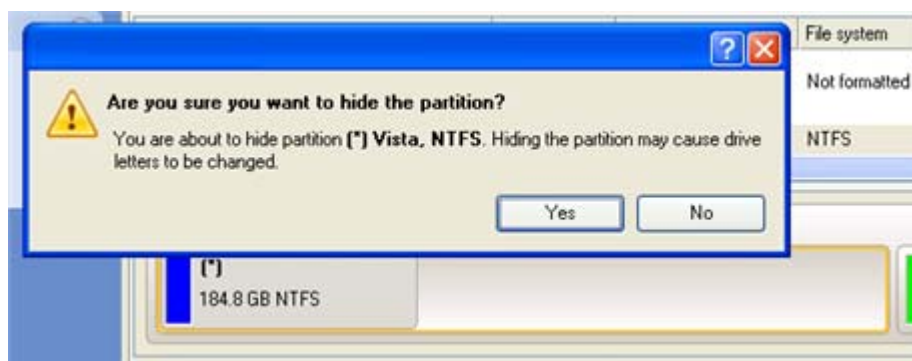 File system
Not formatted
NTFS
Are you sure you want to hide the partition?
You are about to hide partition (*) Vista, NTFS. Hiding the partition may cause drive
letters to be changed.
Yes No
(*)
184.8 GB NTFS